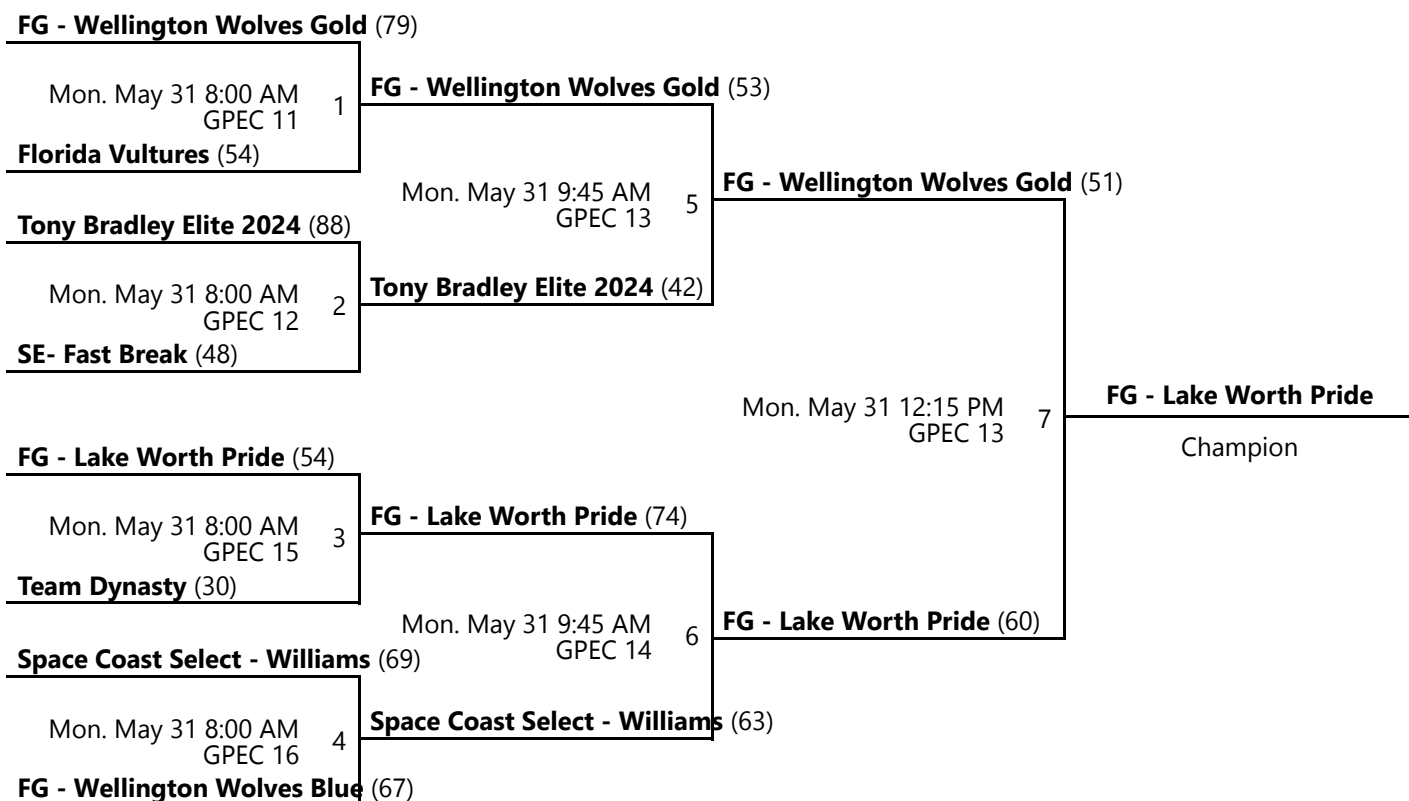 FG - Wellington Wolves Gold (79)
Mon. May 31 8:00 AM
GPEC 11
1
Florida Vultures (54)
FG - Wellington Wolves Gold (53)
Tony Bradley Elite 2024 (88)
Mon. May 31 8:00 AM
GPEC 12
2
SE- Fast Break (48)
Mon. May 31 9:45 AM
GPEC 13
5
Tony Bradley Elite 2024 (42)
FG - Wellington Wolves Gold (51)
FG - Lake Worth Pride (54)
Mon. May 31 8:00 AM
GPEC 15
3
Team Dynasty (30)
FG - Lake Worth Pride (74)
Space Coast Select - Williams (69)
Mon. May 31 8:00 AM
GPEC 16
4
FG - Wellington Wolves Blue (67)
Mon. May 31 9:45 AM
GPEC 14
6
Space Coast Select - Williams (63)
FG - Lake Worth Pride (60)
Mon. May 31 12:15 PM
GPEC 13
7
FG - Lake Worth Pride
Champion